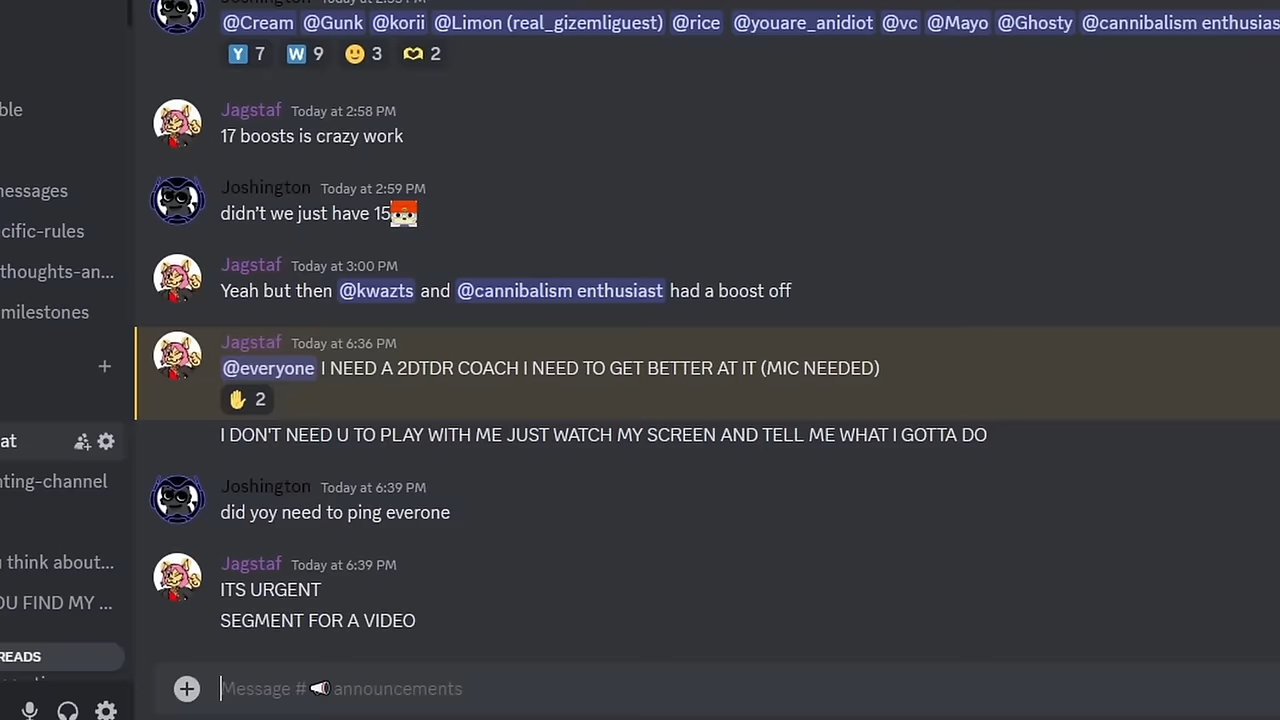 @Cream @Gunk @korii @Limon (real_gizemliguest) @rice @youare_anidiot @vc @Mayo @Ghosty @cannibalism enthusias
Y 7 W 9 3 2
ble
Jagstaf Today at 2:58 PM
17 boosts is crazy work
Joshington Today at 2:59 PM
nessages
didn't we just have 15
cific-rules
Jagstaf Today at 3:00 PM
thoughts-an...
Yeah but then @kwazts and @cannibalism enthusiast had a boost off
milestones
Jagstaf Today at 6:36 PM
@everyone I NEED A 2DTDR COACH I NEED TO GET BETTER AT IT (MIC NEEDED)
2
at
I DON'T NEED U TO PLAY WITH ME JUST WATCH MY SCREEN AND TELL ME WHAT I GOTTA DO
nting-channel
Joshington Today at 6:39 PM
did yoy need to ping everone
u think about...
Jagstaf Today at 6:39 PM
ITS URGENT
OU FIND MY ...
SEGMENT FOR A VIDEO
READS
Message # announcements